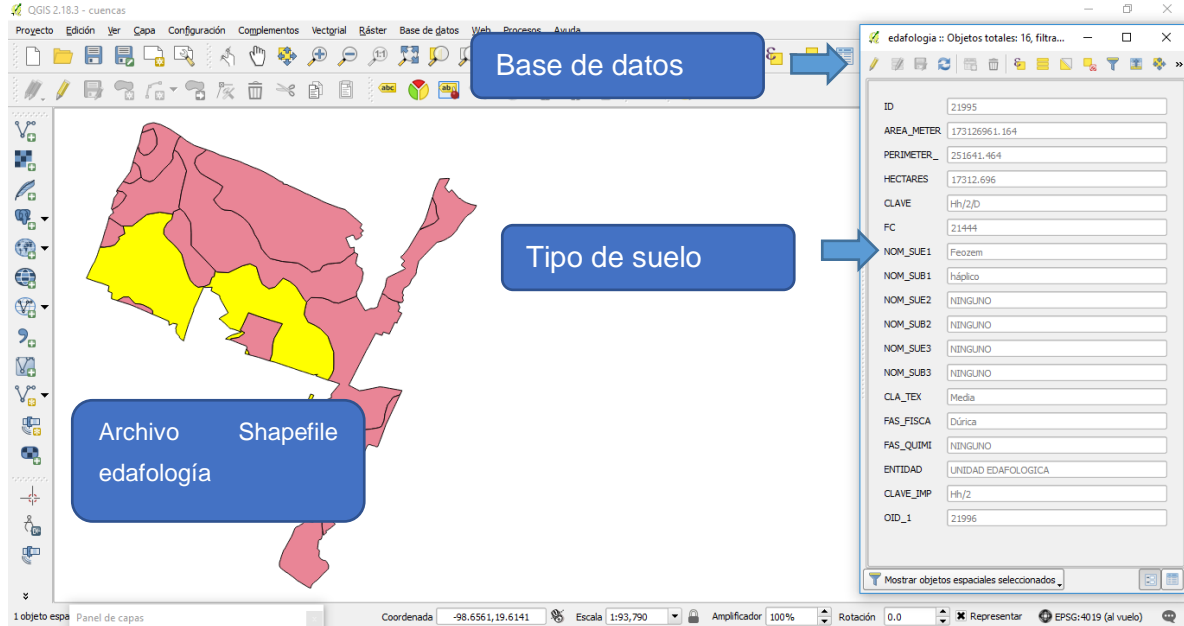 QGIS 2.18.3 - cuencas
Proyecto Edición Ver Capa Configuración Complementos Vectorial Ráster Base de datos Web Procesos Ayuda
edafologia :: Objetos totales: 16, filtra...
Base de datos
abc
ID 21995
AREA_METER 173126961.164
PERIMETER_ 251641.464
HECTARES 17312.696
CLAVE Hh/2/D
FC 21444
Tipo de suelo
NOM_SUE1 Feozem
NOM_SUB1 háplico
NOM_SUE2 NINGUNO
NOM_SUB2 NINGUNO
NOM_SUE3 NINGUNO
NOM_SUB3 NINGUNO
CLA_TEX Media
FAS_FISCA Dúrica
FAS_QUIMI NINGUNO
ENTIDAD UNIDAD EDAFOLOGICA
CLAVE_IMP Hh/2
OID_1 21996
Archivo Shapefile
edafología
Mostrar objetos espaciales seleccionados
1 objeto espa
Panel de capas
Coordenada -98.6561,19.6141 Escala 1:93,790 Amplificador 100% Rotación 0.0 Representar EPSG:4019 (al vuelo)